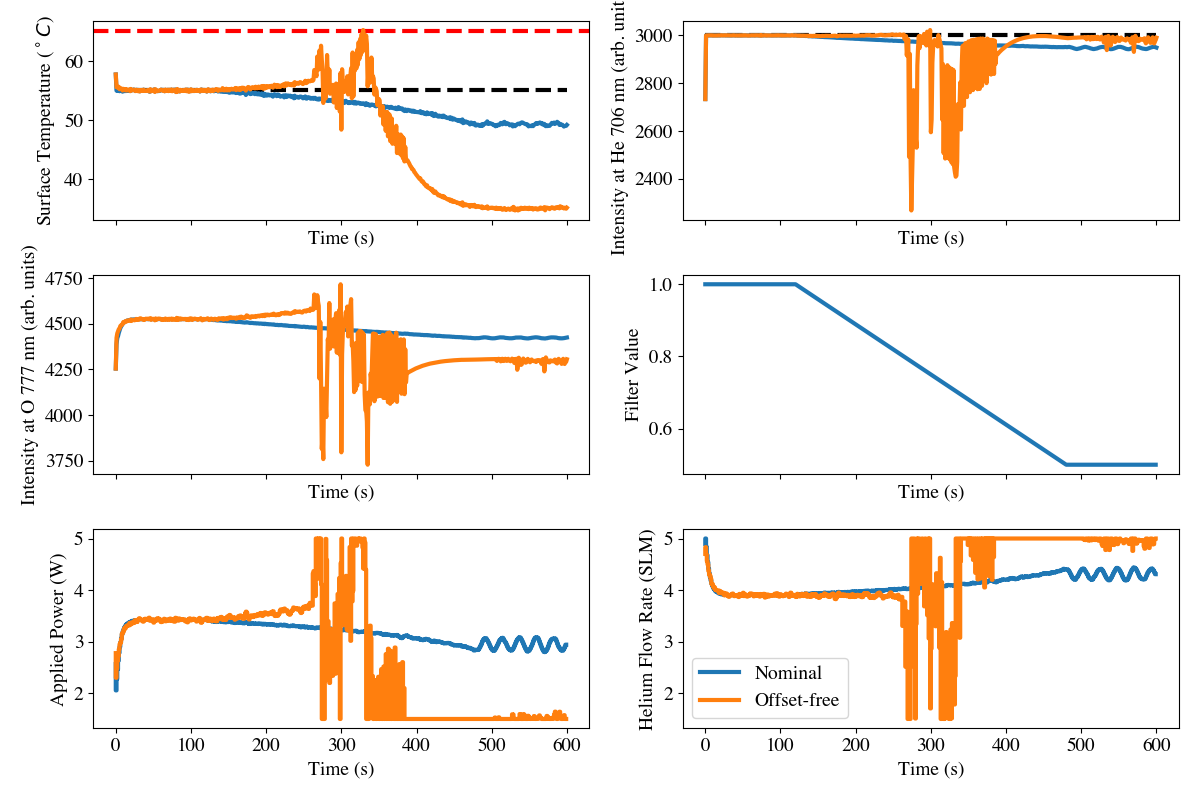 Surface Temperature (°C)
60
50
40
Time (s)
Intensity at He 706 nm (arb. unit
3000
2800
2600
2400
Time (s)
Intensity at O 777 nm (arb. units)
4750
4500
4250
4000
3750
Time (s)
Filter Value
1.0
0.8
0.6
Time (s)
Applied Power (W)
5
4
3
2
0 100 200 300 400 500 600
Time (s)
Helium Flow Rate (SLM)
5
4
3
2
Nominal
Offset-free
0 100 200 300 400 500 600
Time (s)